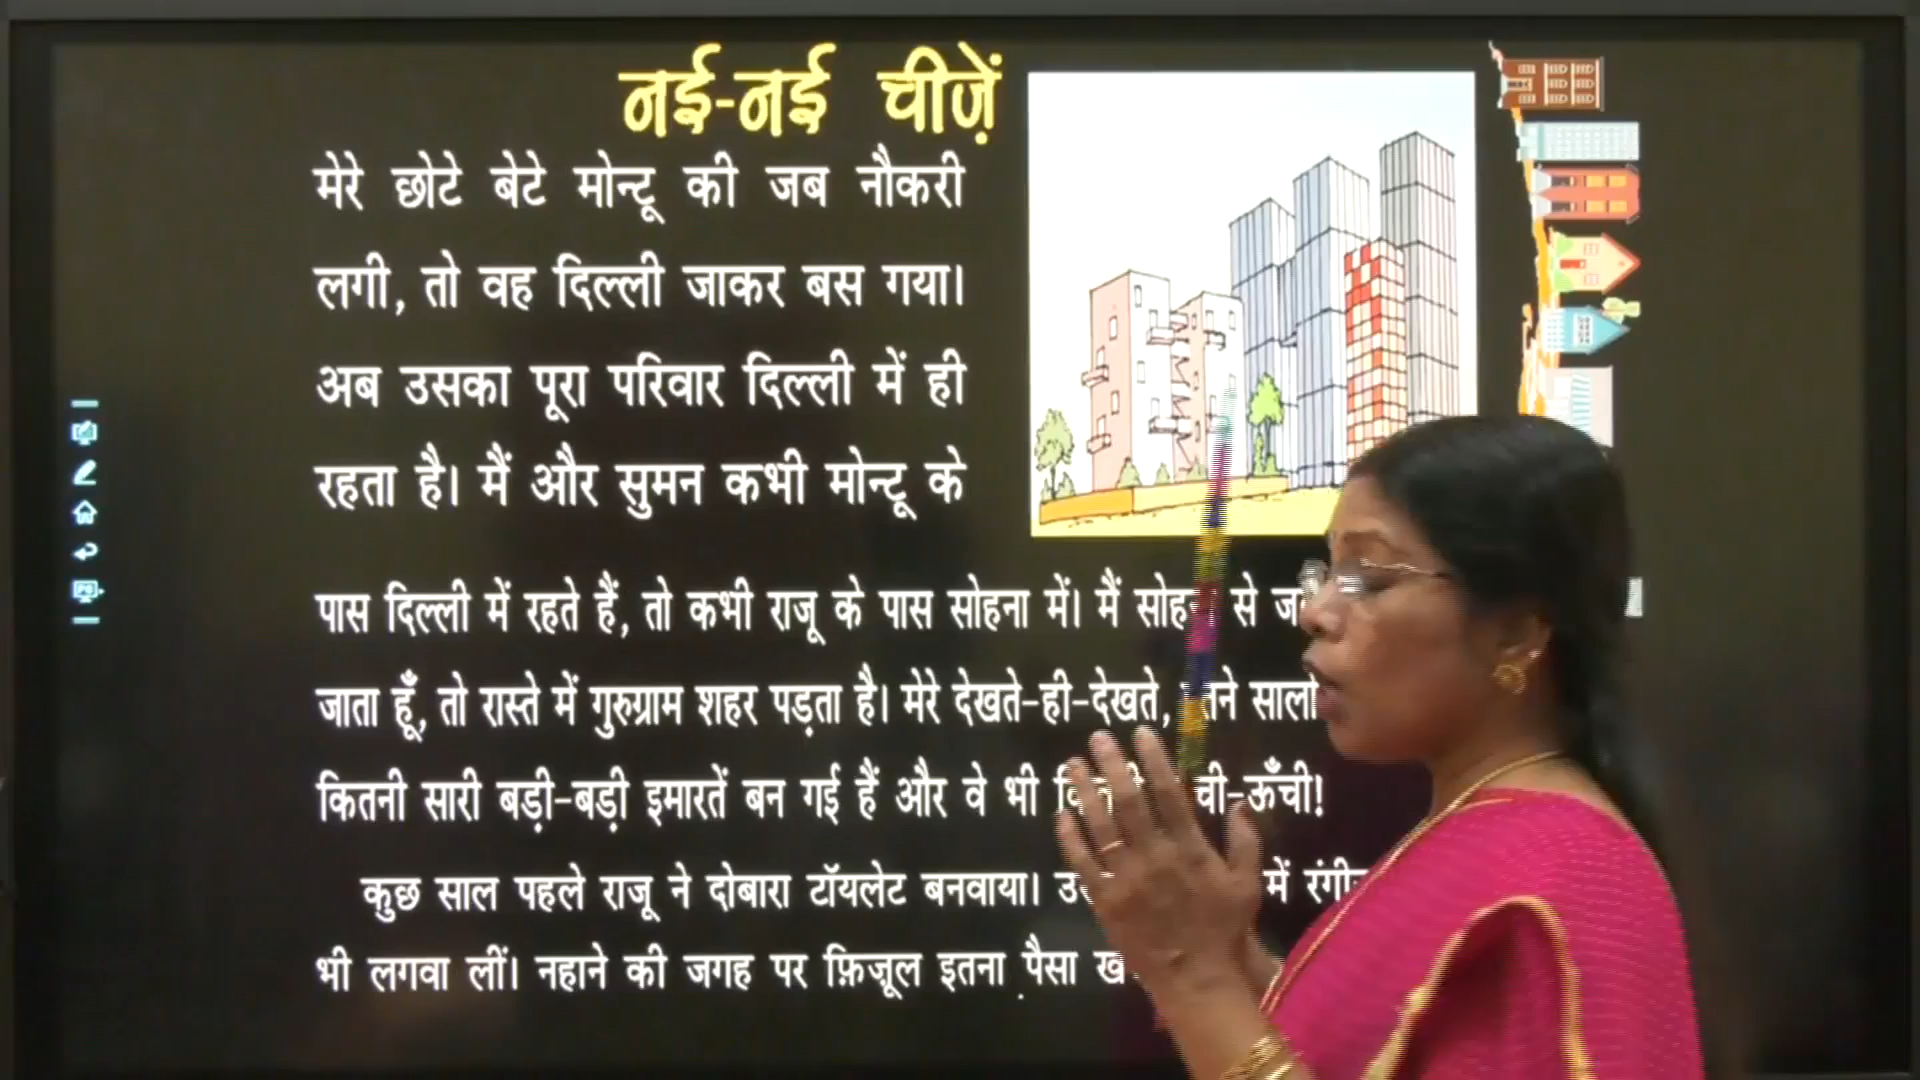 नई-नई चीज़ें
मेरे छोटे बेटे मोन्टू की जब नौकरी
लगी, तो वह दिल्ली जाकर बस गया।
अब उसका पूरा परिवार दिल्ली में ही
रहता है। मैं और सुमन कभी मोन्टू के
पास दिल्ली में रहते हैं, तो कभी राजू के पास सोहना में। मैं से
जाता हूँ, तो रास्ते में गुरुग्राम शहर पड़ता है। मेरे देखते-ही-देखते,
कितनी सारी बड़ी-बड़ी इमारतें बन गई हैं और वे भी
कुछ साल पहले राजू ने दोबारा टॉयलेट बनवाया। में
भी लगवा लीं। नहाने की जगह पर फ़िज़ूल इतना पैसा